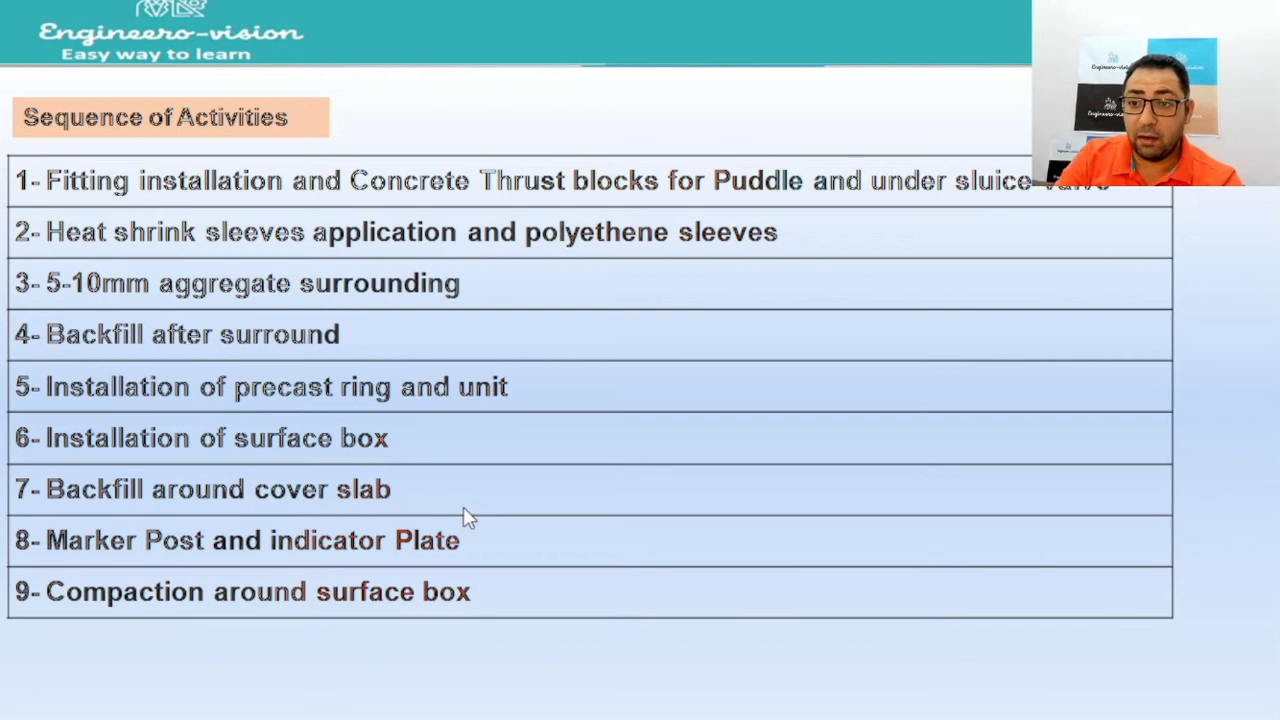 Engineero-vision
Easy way to learn
Sequence of Activities
1- Fitting installation and Concrete Thrust blocks for Puddle and under sluice valve
2- Heat shrink sleeves application and polyethene sleeves
3- 5-10mm aggregate surrounding
4- Backfill after surround
5- Installation of precast ring and unit
6- Installation of surface box
7- Backfill around cover slab
8- Marker Post and indicator Plate
9- Compaction around surface box